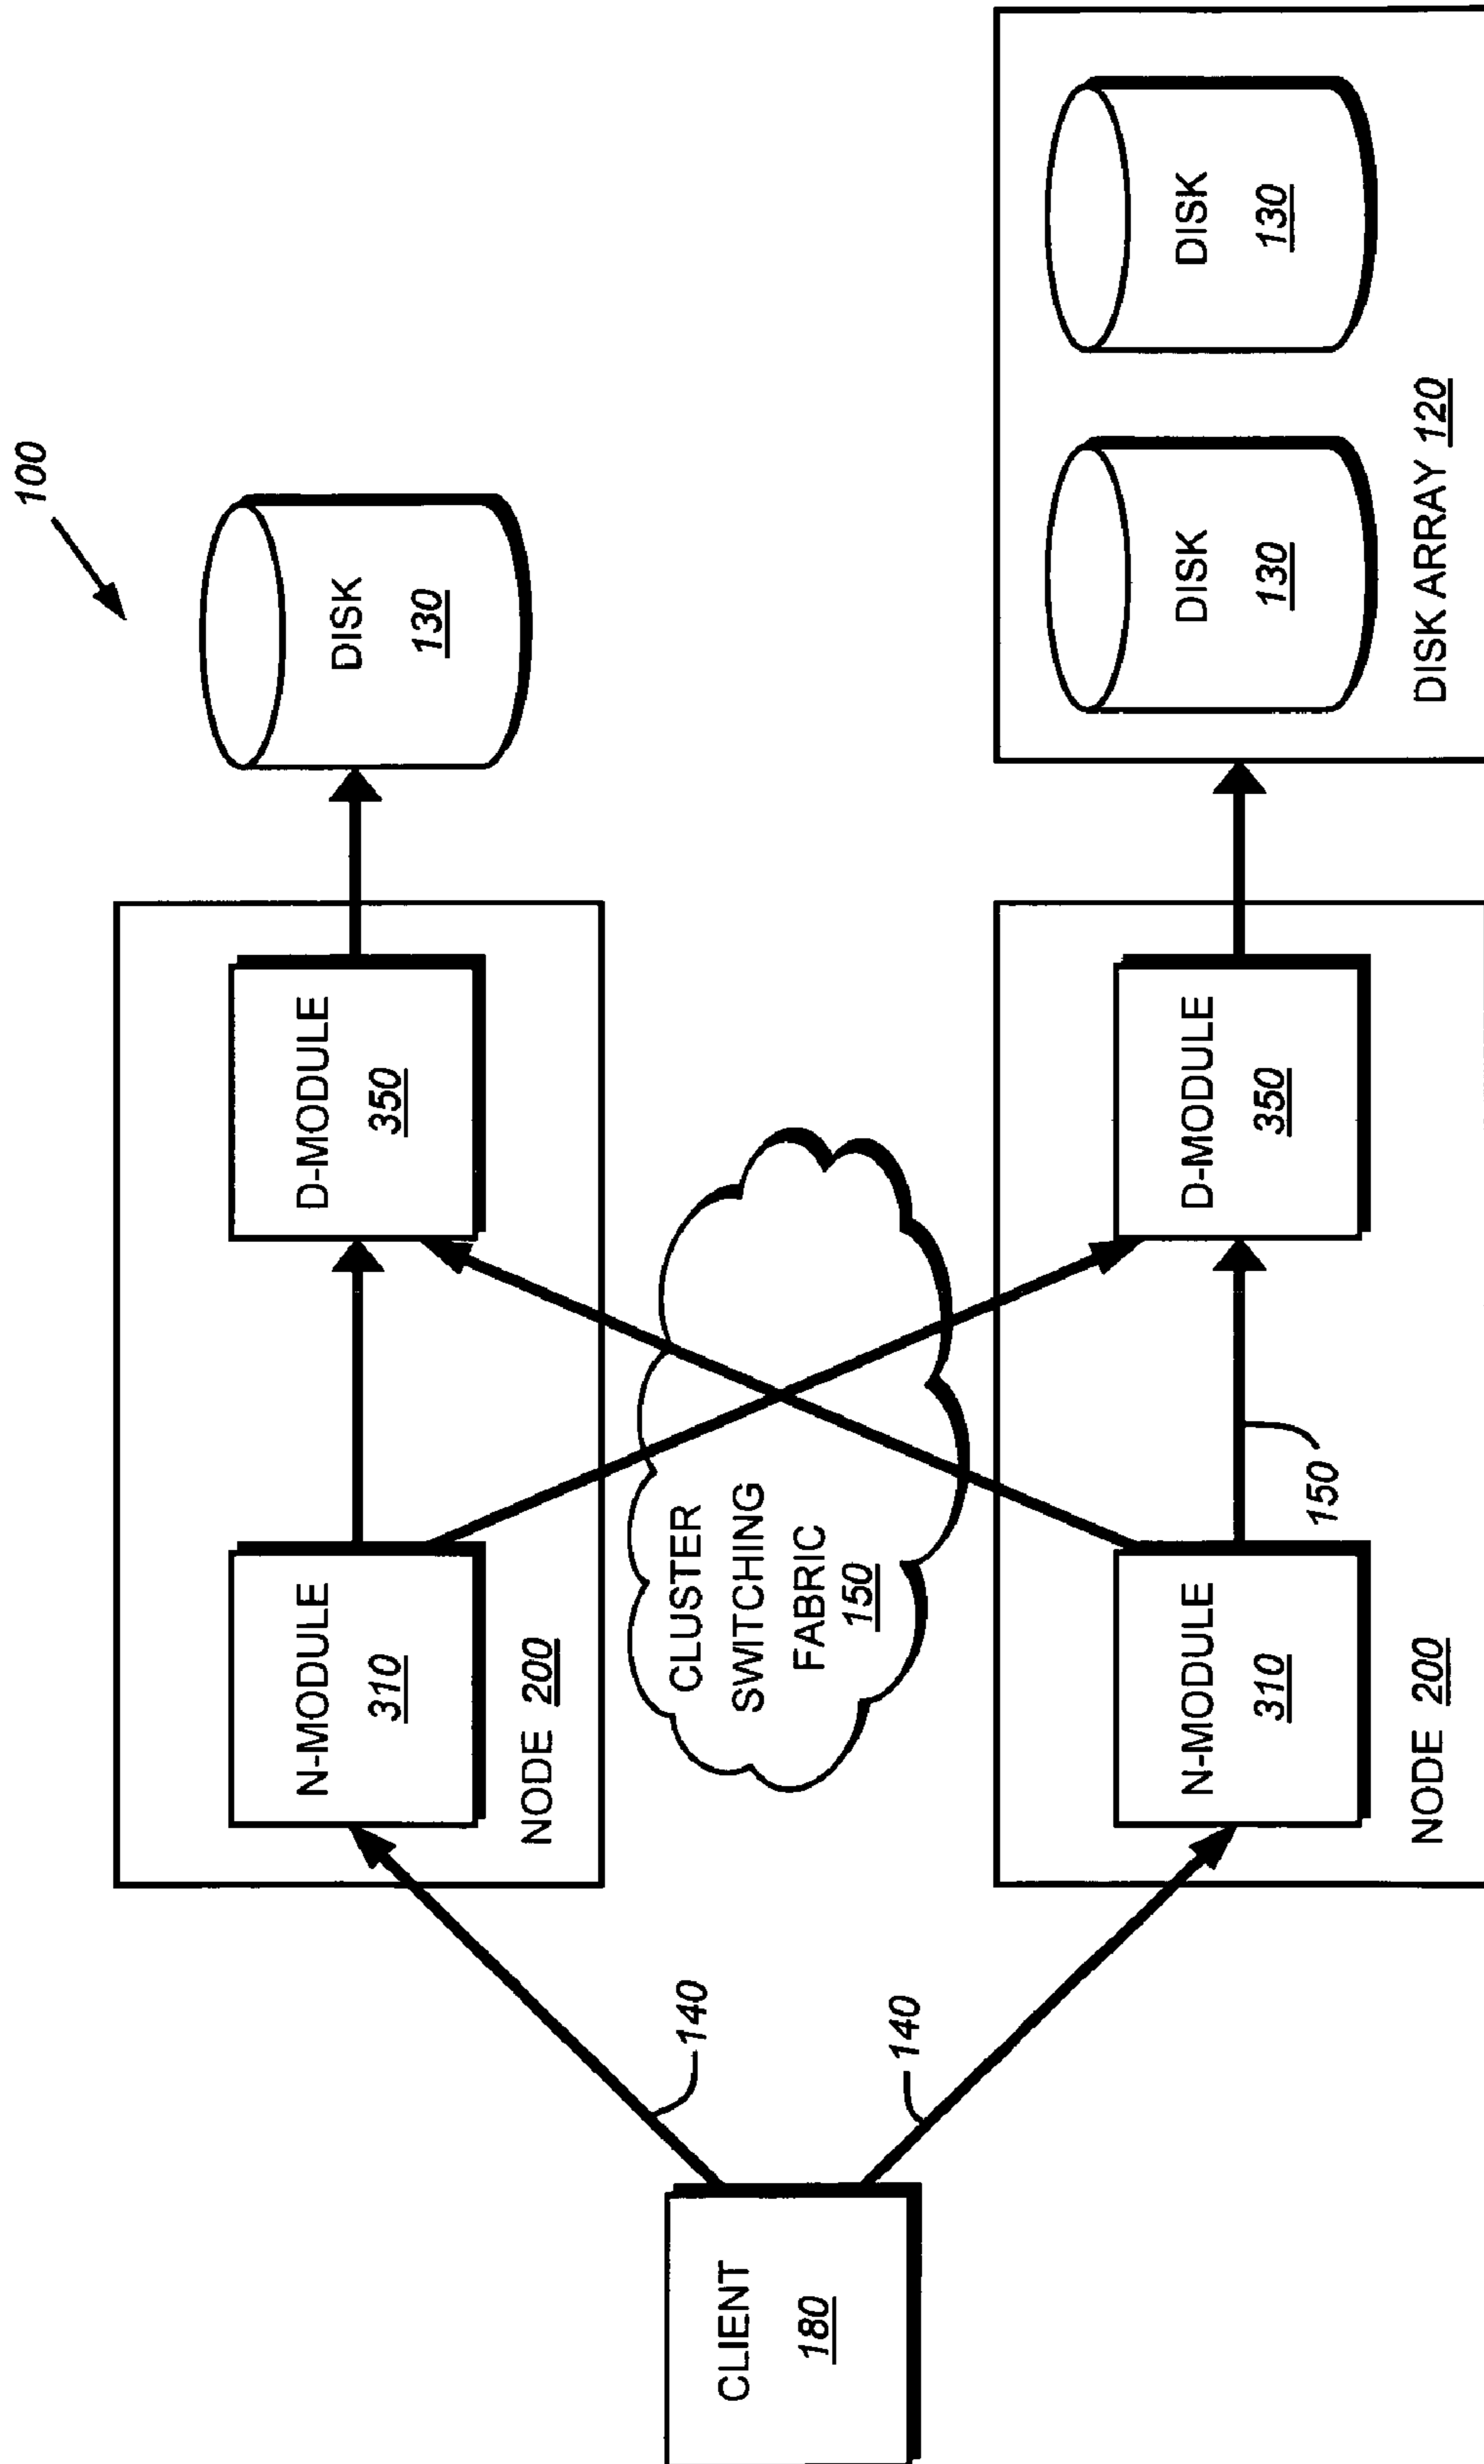 100
N-MODULE
310
D-MODULE
350
NODE 200
DISK
130
CLIENT
180
140
140
CLUSTER
SWITCHING
FABRIC
150
N-MODULE
310
150
D-MODULE
350
NODE 200
DISK
130
DISK
130
DISK ARRAY 120